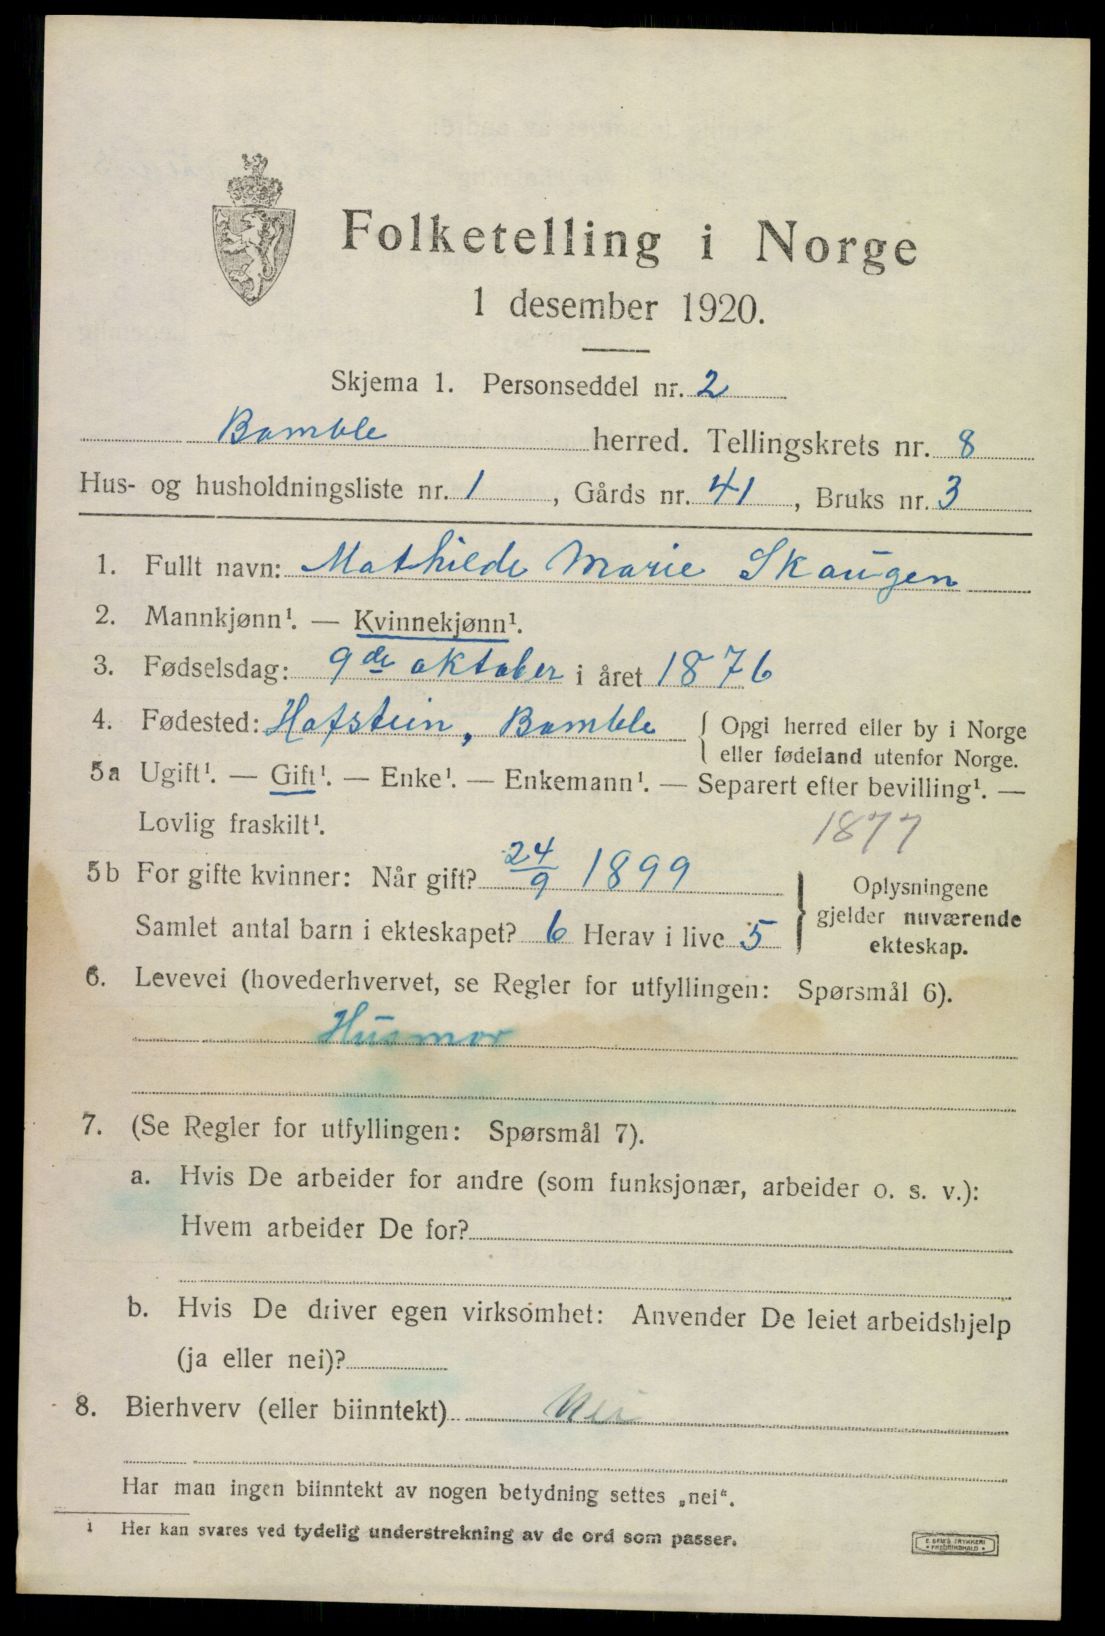 Folketelling i Norge
1 desember 1920.
Skjema 1. Personseddel nr. 2
Bamble herred. Tellingskrets nr. 8
Hus- og husholdningsliste nr. 1, Gårds nr. 41, Bruks nr. 3
1. Fullt navn: Mathilde Marie Skaugen
2. Mannkjønn¹. — Kvinnekjønn¹.
3. Fødselsdag: 9de oktober i året 1876
4. Fødested: Hafstein, Bamble { Opgi herred eller by i Norge
eller fødeland utenfor Norge.
5a Ugift¹. — Gift¹. — Enke¹. — Enkemann¹. — Separert efter bevilling¹. —
Lovlig fraskilt¹. 1877
5b For gifte kvinner: Når gift? 24/9 1899
Samlet antal barn i ekteskapet? 6 Herav i live 5
} Oplysningene
gjelder nuværende
ekteskap.
6. Levevei (hovederhvervet, se Regler for utfyllingen: Spørsmål 6).
Husmor
7. (Se Regler for utfyllingen: Spørsmål 7).
a. Hvis De arbeider for andre (som funksjonær, arbeider o. s. v.):
Hvem arbeider De for?
b. Hvis De driver egen virksomhet: Anvender De leiet arbeidshjelp
(ja eller nei)?
8. Bierhverv (eller biinntekt) Nei
Har man ingen biinntekt av nogen betydning settes „nei“.
¹ Her kan svares ved tydelig understrekning av de ord som passer.
E. SEM'S TRYKKERI
• FREDRIKSHALD •